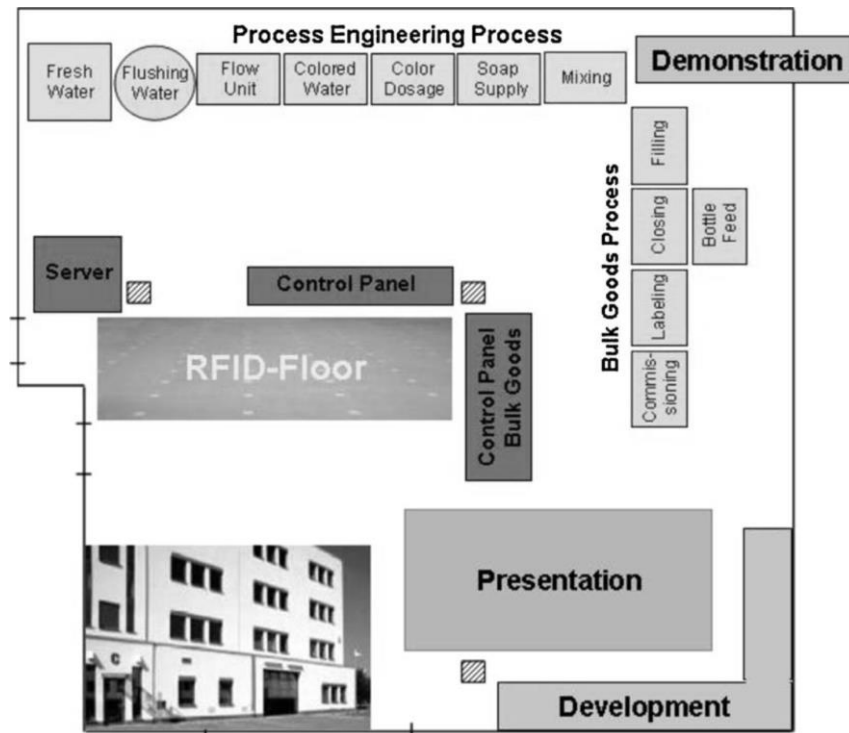 Process Engineering Process
Demonstration
Fresh
Water
Flushing
Water
Flow
Unit
Colored
Water
Color
Dosage
Soap
Supply
Mixing
Bulk Goods Process
Filling
Closing
Bottle
Feed
Labeling
Commis-
sioning
Server
Control Panel
RFID-Floor
Control Panel
Bulk Goods
Presentation
C
Development